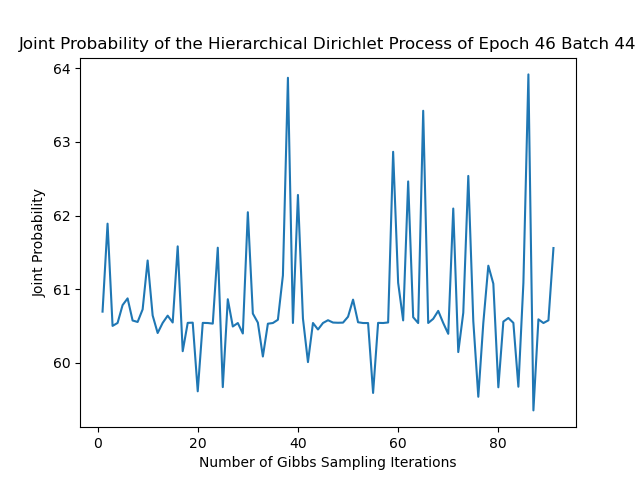 Joint Probability of the Hierarchical Dirichlet Process of Epoch 46 Batch 44
64
63
62
61
60
Joint Probability
0 20 40 60 80
Number of Gibbs Sampling Iterations